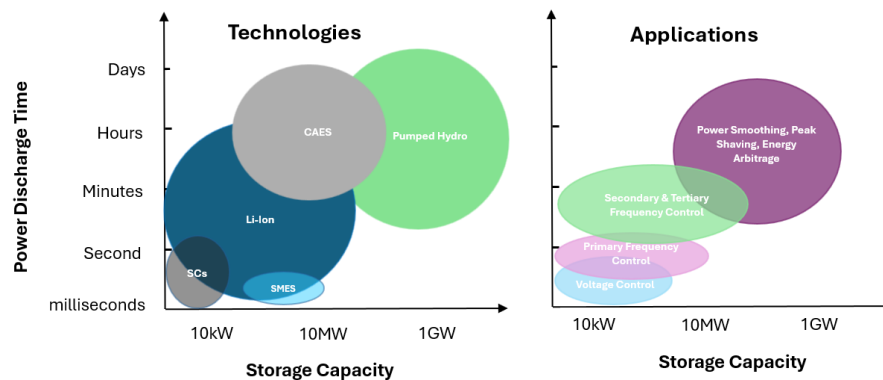 Technologies
Power Discharge Time
Days
Hours
Minutes
Second
milliseconds
CAES
Pumped Hydro
Li-Ion
SCs
SMES
10kW
10MW
1GW
Storage Capacity
Applications
Power Smoothing, Peak
Shaving, Energy
Arbitrage
Secondary & Tertiary
Frequency Control
Primary Frequency
Control
Voltage Control
10kW
10MW
1GW
Storage Capacity